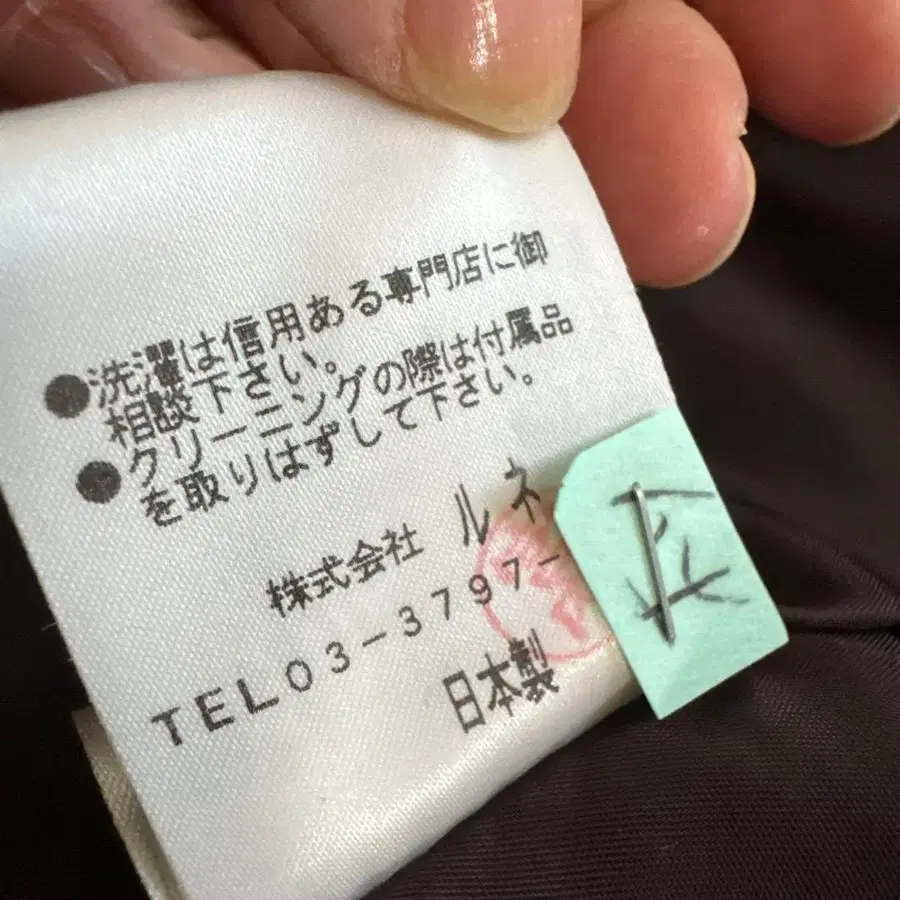 ●洗濯は信用ある専門店に御
相談下さい。
●クリーニングの際は付属品
を取りはずして下さい。
株式会社 ルネ
TEL03-3797-
日本製